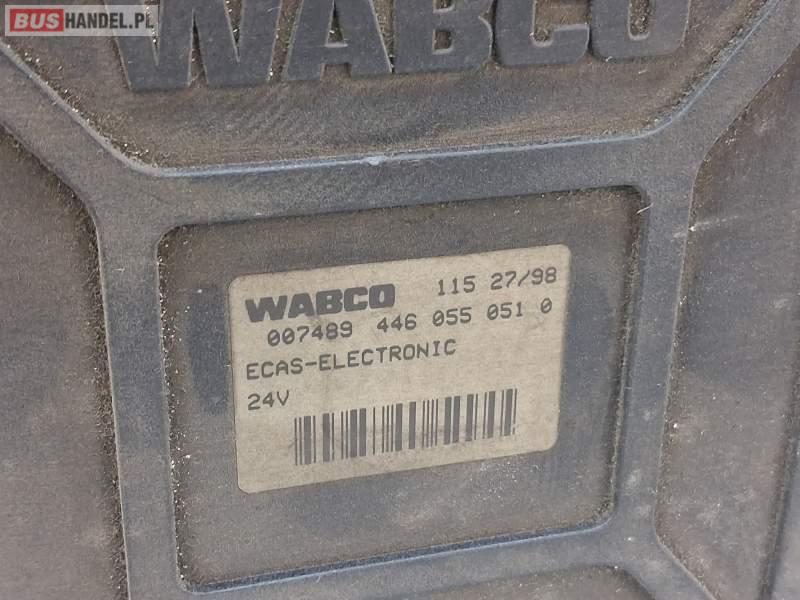 BUSHANDEL.PL
WABCO
WABCO 115 27/98
007489 446 055 051 0
ECAS-ELECTRONIC
24V